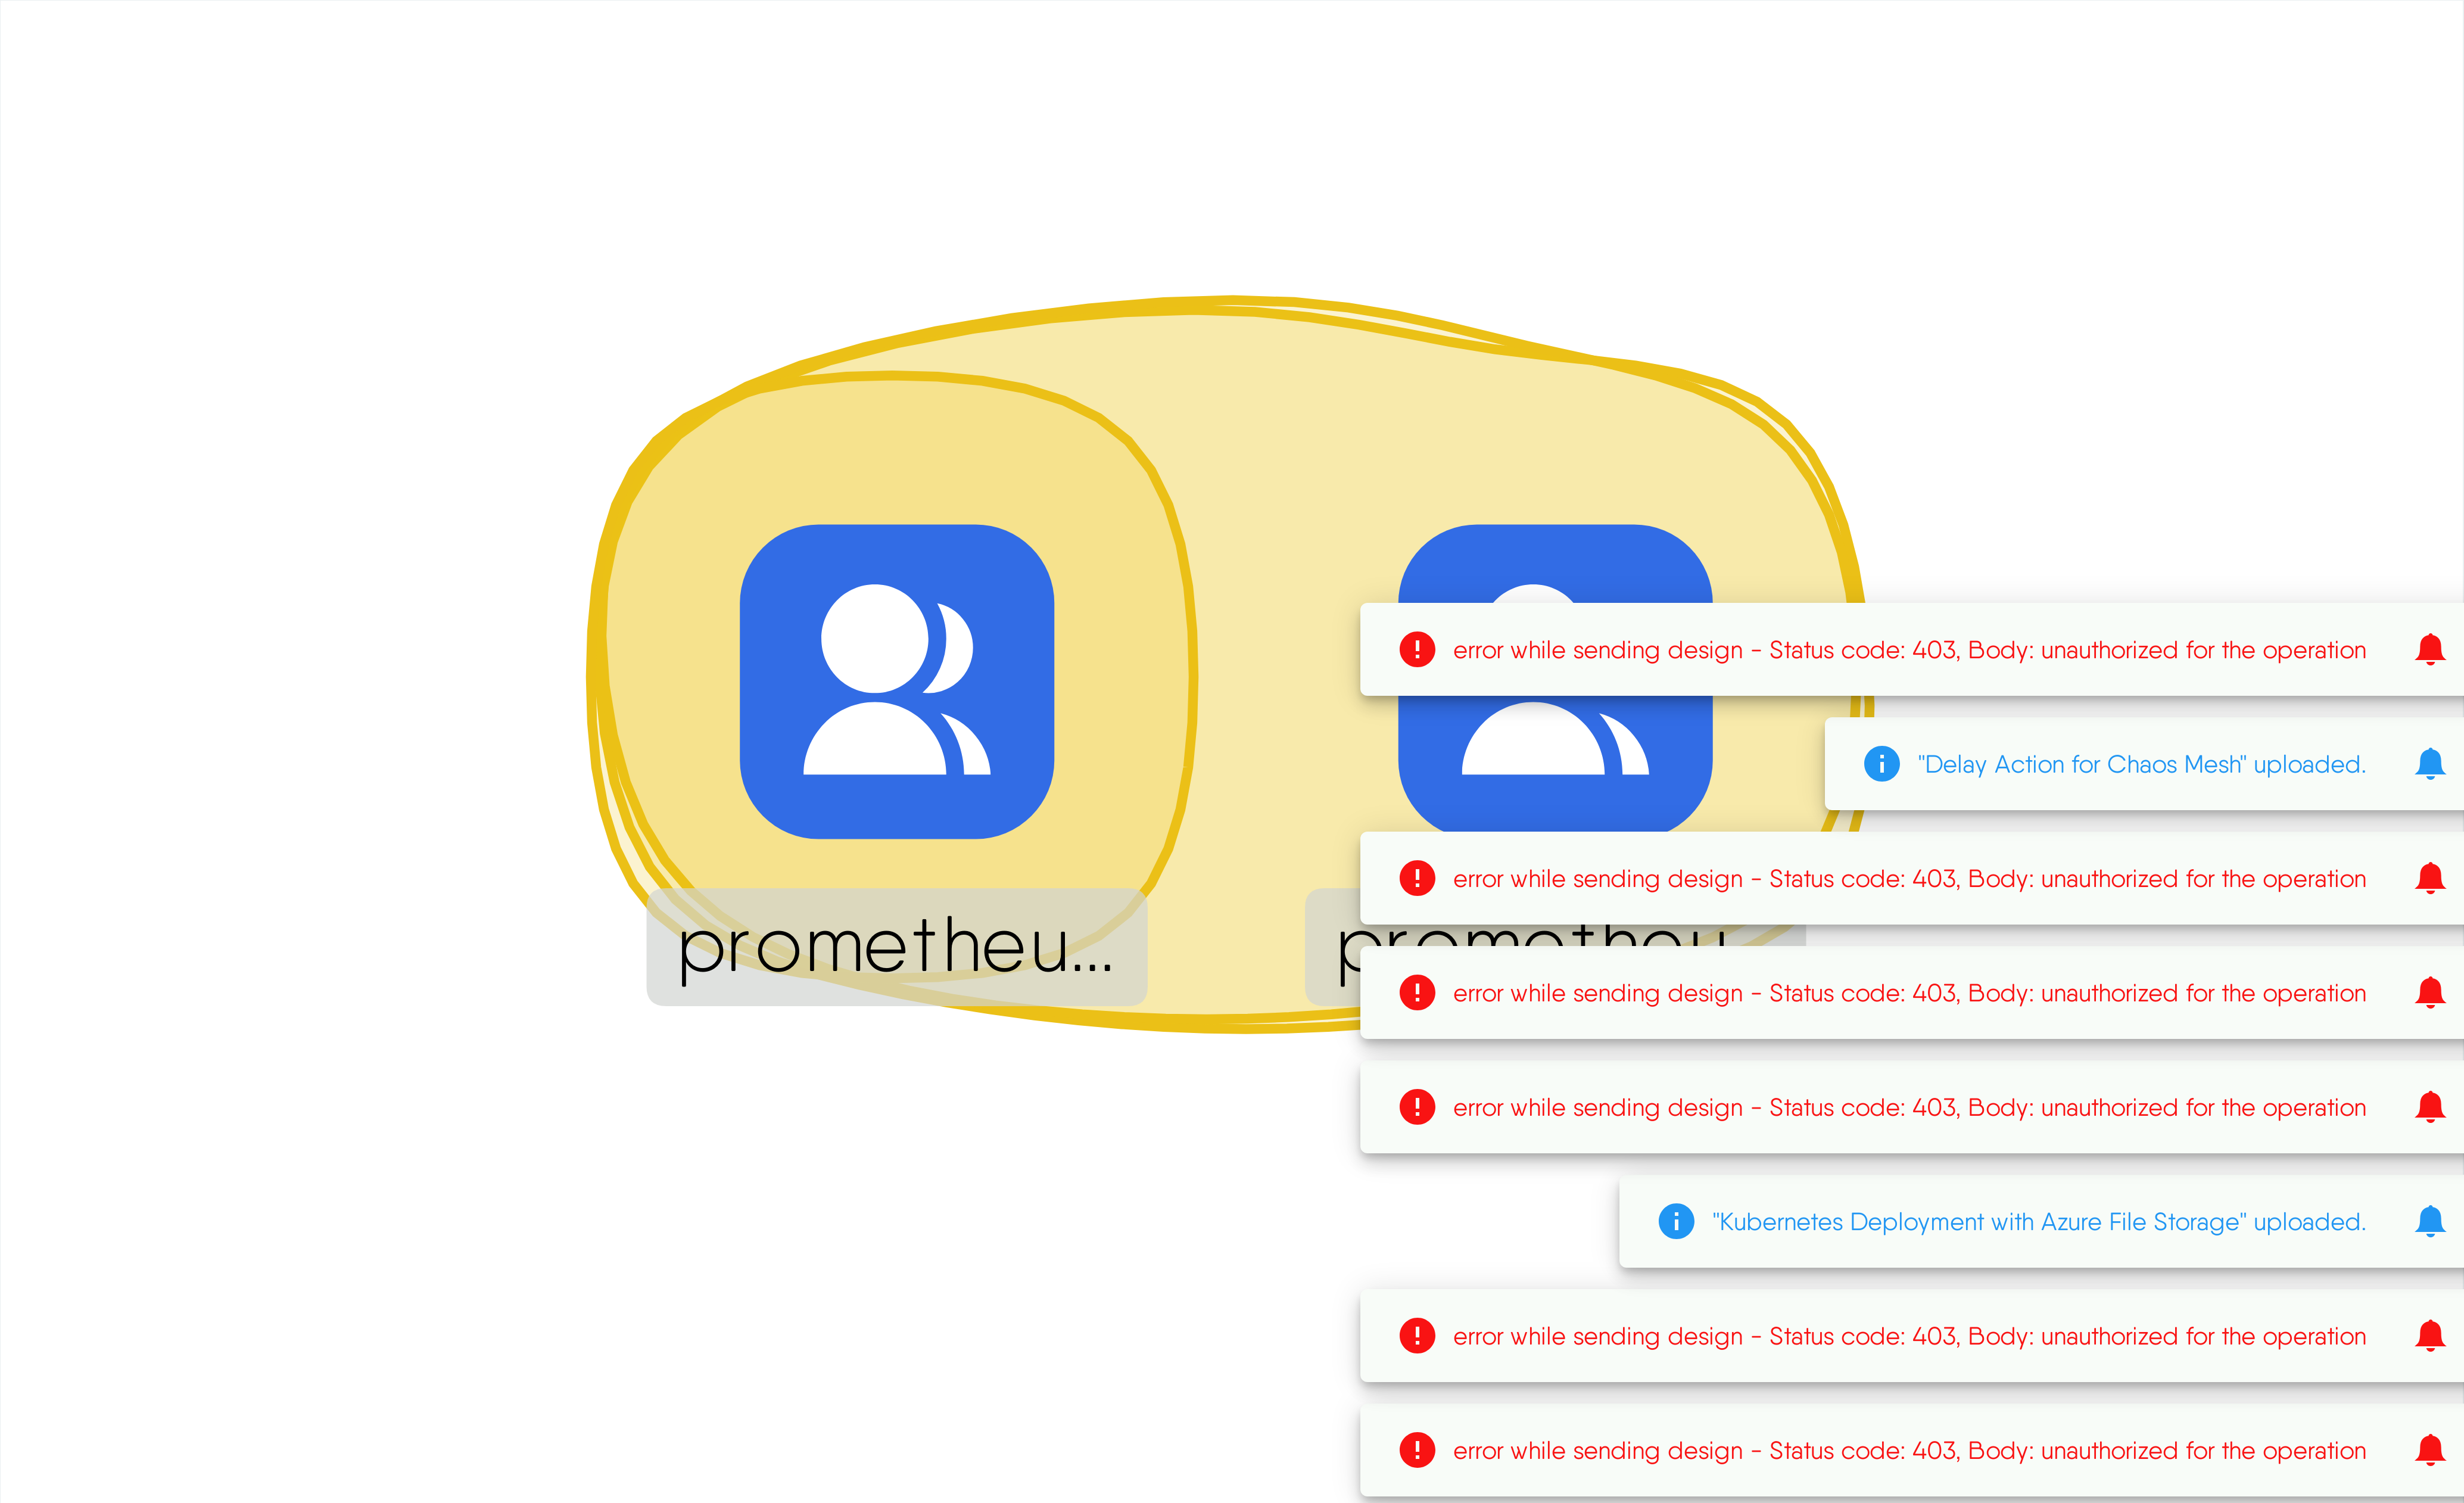 error while sending design - Status code: 403, Body: unauthorized for the operation
"Delay Action for Chaos Mesh" uploaded.
error while sending design - Status code: 403, Body: unauthorized for the operation
prometheu...
prometheu...
error while sending design - Status code: 403, Body: unauthorized for the operation
error while sending design - Status code: 403, Body: unauthorized for the operation
"Kubernetes Deployment with Azure File Storage" uploaded.
error while sending design - Status code: 403, Body: unauthorized for the operation
error while sending design - Status code: 403, Body: unauthorized for the operation